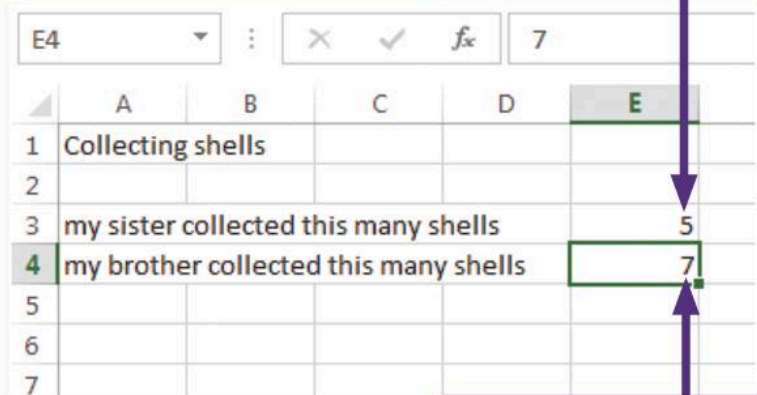 E4 fx 7
A B C D E
1 Collecting shells
2
3 my sister collected this many shells 5
4 my brother collected this many shells 7
5
6
7